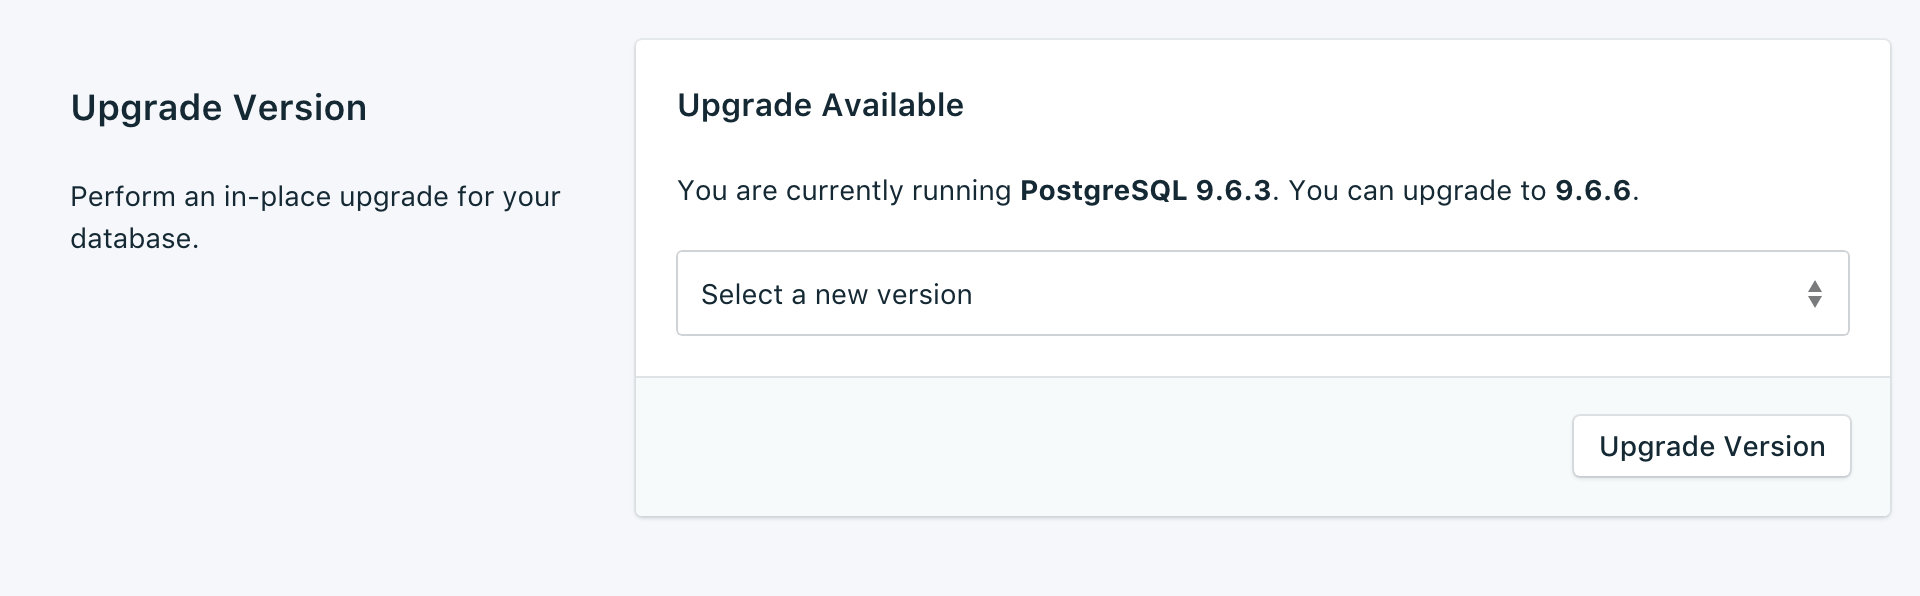 Upgrade Version
Perform an in-place upgrade for your
database.
Upgrade Available
You are currently running PostgreSQL 9.6.3. You can upgrade to 9.6.6.
Select a new version
Upgrade Version